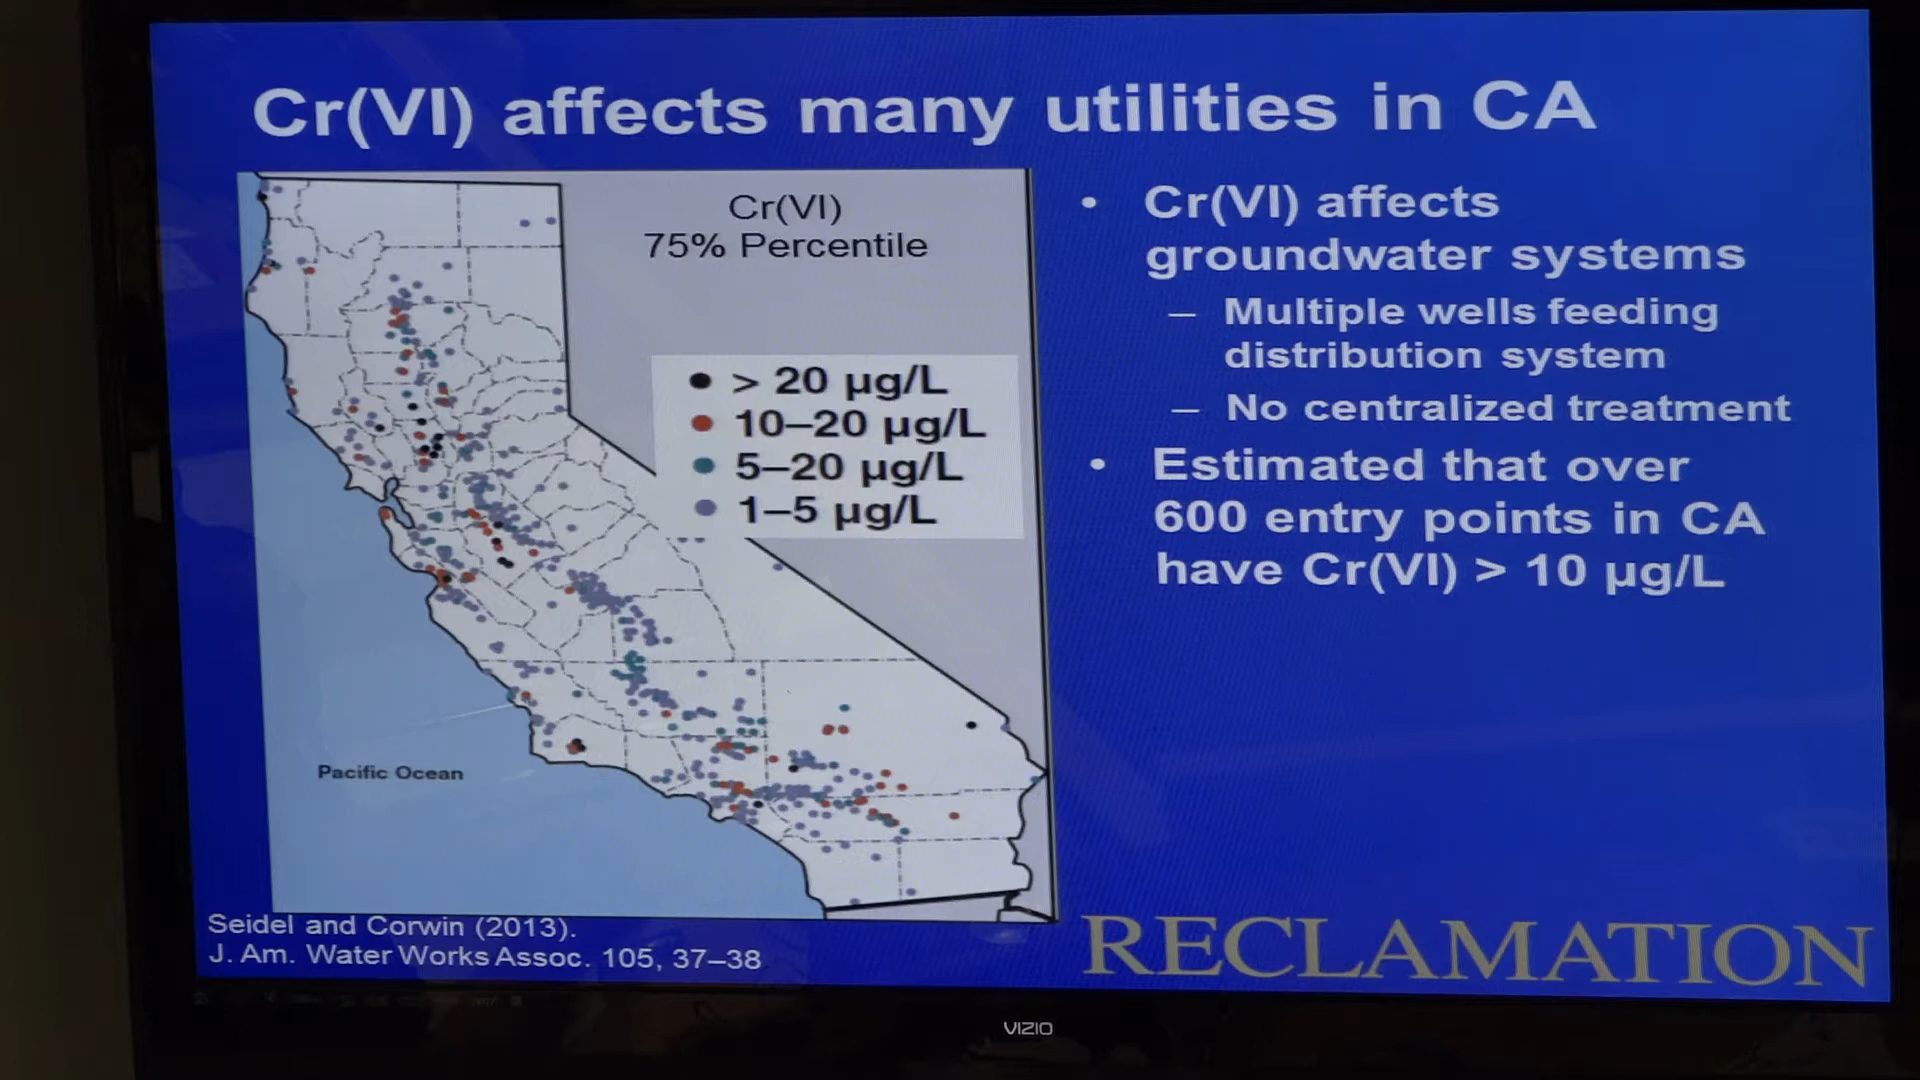 Cr(VI) affects many utilities in CA
Cr(VI)
75% Percentile
> 20 µg/L
10–20 µg/L
5–20 µg/L
1–5 µg/L
Pacific Ocean
Seidel and Corwin (2013).
J. Am. Water Works Assoc. 105, 37–38
• Cr(VI) affects
groundwater systems
– Multiple wells feeding
distribution system
– No centralized treatment
• Estimated that over
600 entry points in CA
have Cr(VI) > 10 µg/L
RECLAMATION
VIZIO